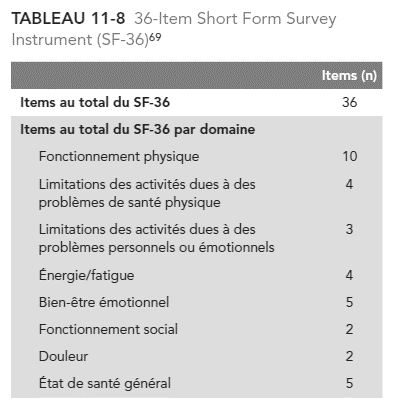 TABLEAU 11-8 36-Item Short Form Survey
Instrument (SF-36)69
Items (n)
Items au total du SF-36 36
Items au total du SF-36 par domaine
Fonctionnement physique 10
Limitations des activités dues à des
problèmes de santé physique 4
Limitations des activités dues à des
problèmes personnels ou émotionnels 3
Énergie/fatigue 4
Bien-être émotionnel 5
Fonctionnement social 2
Douleur 2
État de santé général 5